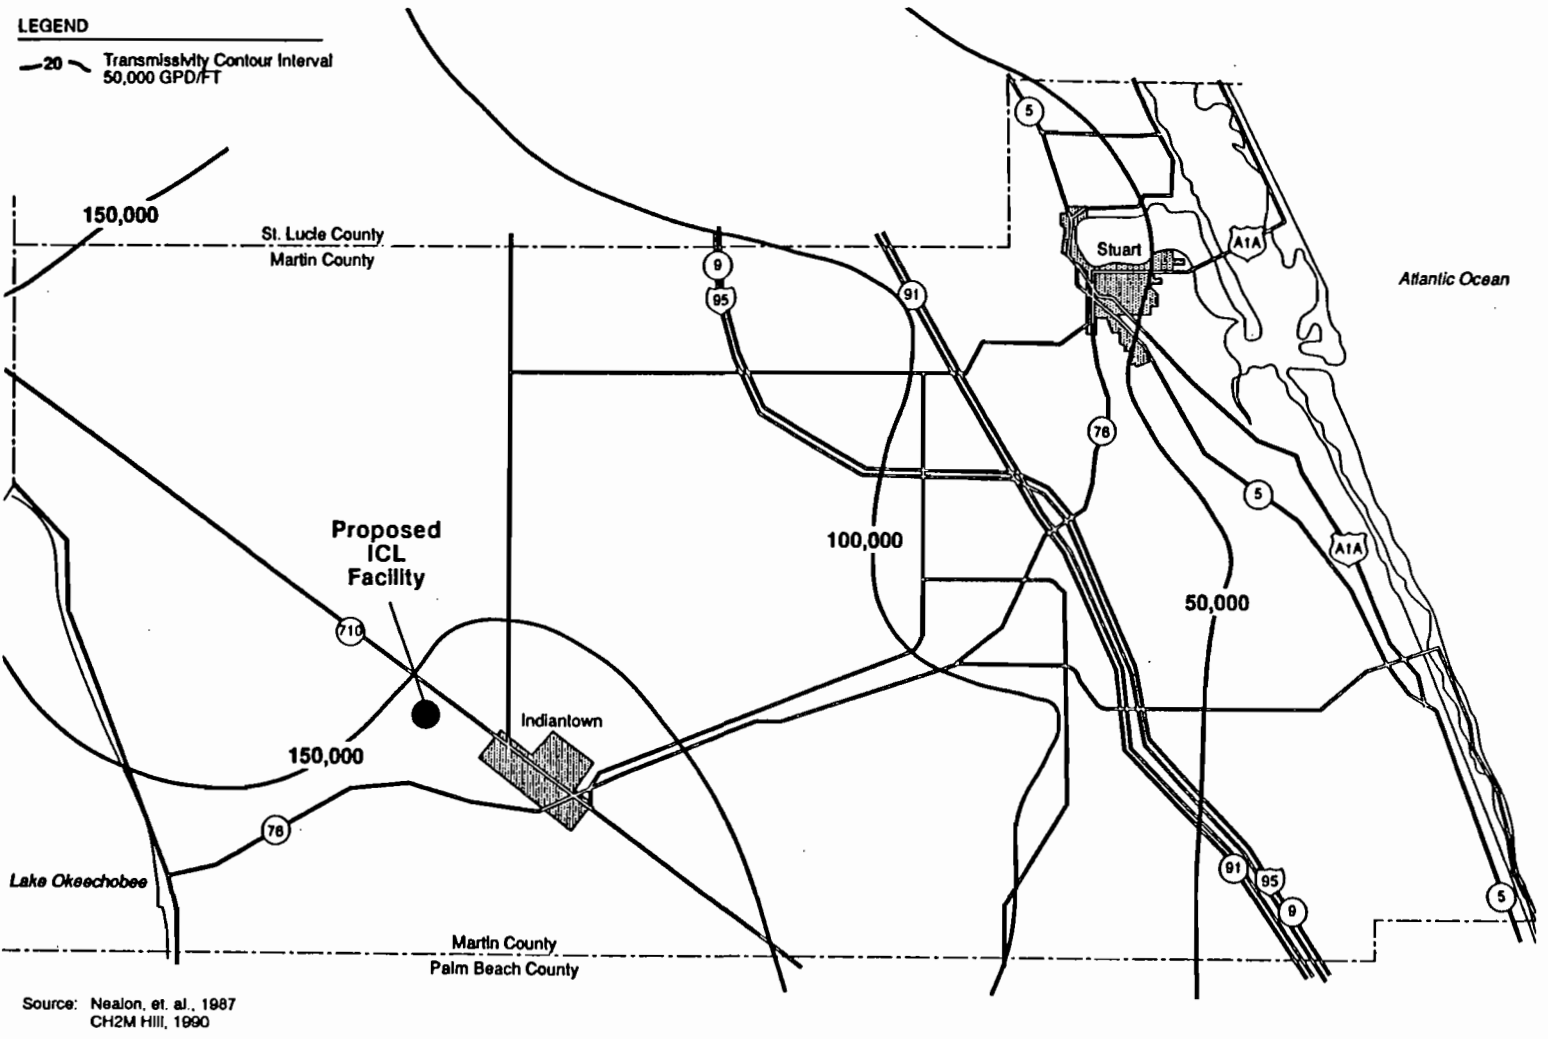 LEGEND
20
Transmissivity Contour Interval
50,000 GPD/FT
5
150,000
St. Lucie County
Martin County
Stuart
A1A
Atlantic Ocean
9
95
91
76
Proposed
ICL
Facility
100,000
5
A1A
50,000
710
Indiantown
150,000
76
Lake Okeechobee
91
95
9
5
Martin County
Palm Beach County
Source: Nealon, et. al., 1987
CH2M Hill, 1990